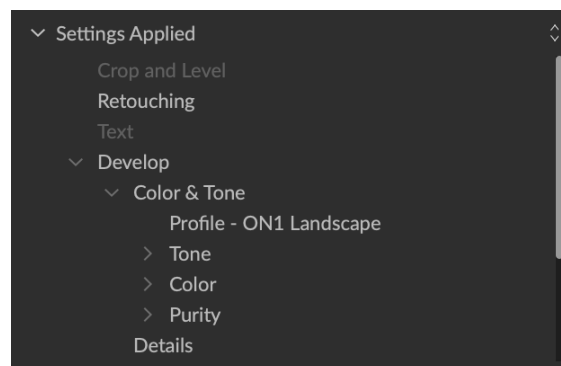 Settings Applied
Crop and Level
Retouching
Text
Develop
Color & Tone
Profile - ON1 Landscape
Tone
Color
Purity
Details